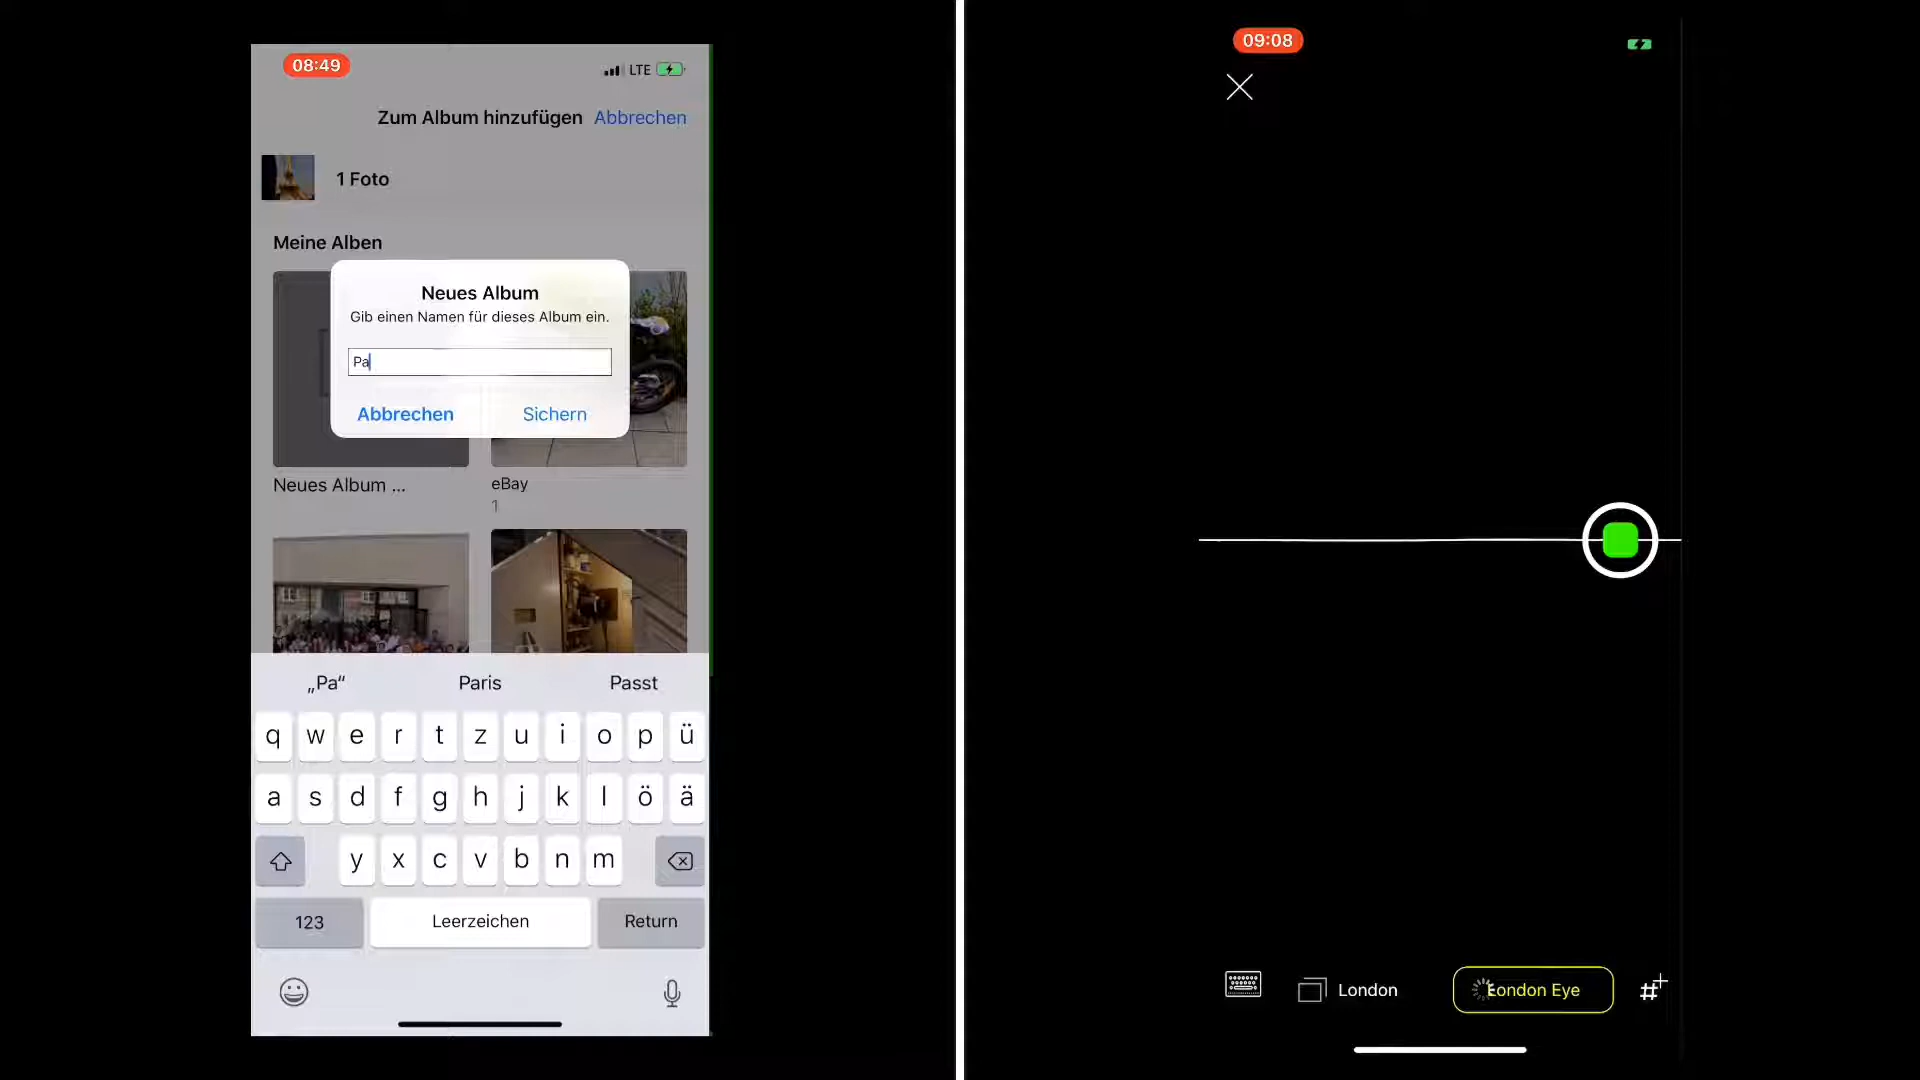 08:49
LTE
Zum Album hinzufügen Abbrechen
1 Foto
Meine Alben
Neues Album
Gib einen Namen für dieses Album ein.
Pa
Abbrechen Sichern
Neues Album ...
eBay
1
„Pa“ Paris Passt
q w e r t z u i o p ü
a s d f g h j k l ö ä
y x c v b n m
123 Leerzeichen Return
09:08
London
London Eye
#+